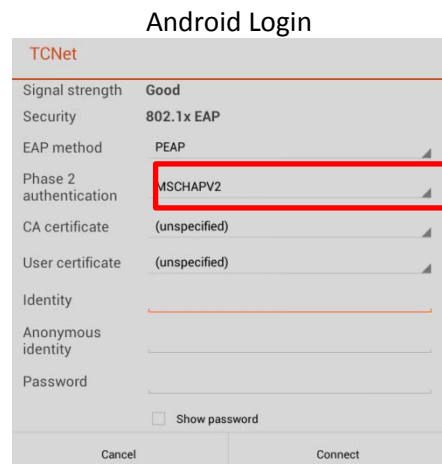 Android Login
TCNet
Signal strength Good
Security 802.1x EAP
EAP method PEAP
Phase 2
authentication MSCHAPV2
CA certificate (unspecified)
User certificate (unspecified)
Identity
Anonymous
identity
Password
Show password
Cancel Connect